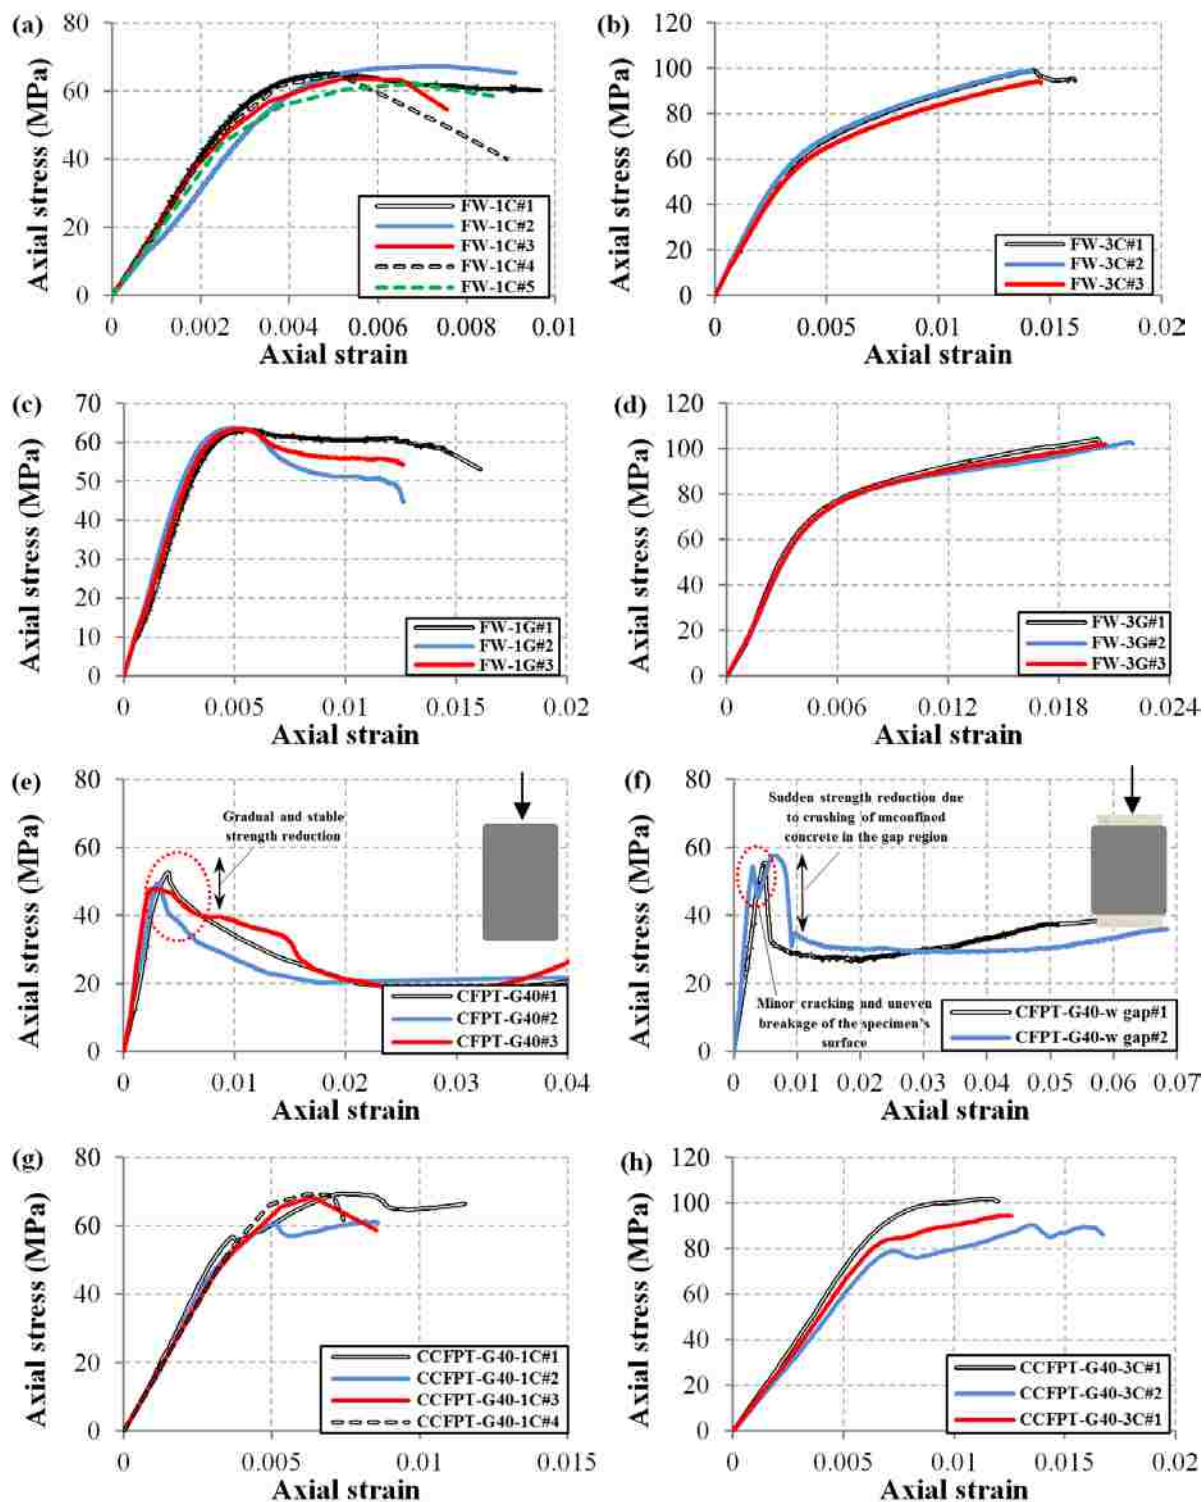 (a)
80
60
40
20
0
Axial stress (MPa)
FW-1C#1
FW-1C#2
FW-1C#3
FW-1C#4
FW-1C#5
0 0.002 0.004 0.006 0.008 0.01
Axial strain
(b)
120
100
80
60
40
20
0
Axial stress (MPa)
FW-3C#1
FW-3C#2
FW-3C#3
0 0.005 0.01 0.015 0.02
Axial strain
(c)
70
60
50
40
30
20
10
0
Axial stress (MPa)
FW-1G#1
FW-1G#2
FW-1G#3
0 0.005 0.01 0.015 0.02
Axial strain
(d)
120
100
80
60
40
20
0
Axial stress (MPa)
FW-3G#1
FW-3G#2
FW-3G#3
0 0.006 0.012 0.018 0.024
Axial strain
(e)
80
60
40
20
0
Axial stress (MPa)
Gradual and stable
strength reduction
CFPT-G40#1
CFPT-G40#2
CFPT-G40#3
0 0.01 0.02 0.03 0.04
Axial strain
(f)
80
60
40
20
0
Axial stress (MPa)
Sudden strength reduction due
to crushing of unconfined
concrete in the gap region
Minor cracking and uneven
breakage of the specimen's
surface
CFPT-G40-w gap#1
CFPT-G40-w gap#2
0 0.01 0.02 0.03 0.04 0.05 0.06 0.07
Axial strain
(g)
80
60
40
20
0
Axial stress (MPa)
CCFPT-G40-1C#1
CCFPT-G40-1C#2
CCFPT-G40-1C#3
CCFPT-G40-1C#4
0 0.005 0.01 0.015
Axial strain
(h)
120
100
80
60
40
20
0
Axial stress (MPa)
CCFPT-G40-3C#1
CCFPT-G40-3C#2
CCFPT-G40-3C#1
0 0.005 0.01 0.015 0.02
Axial strain